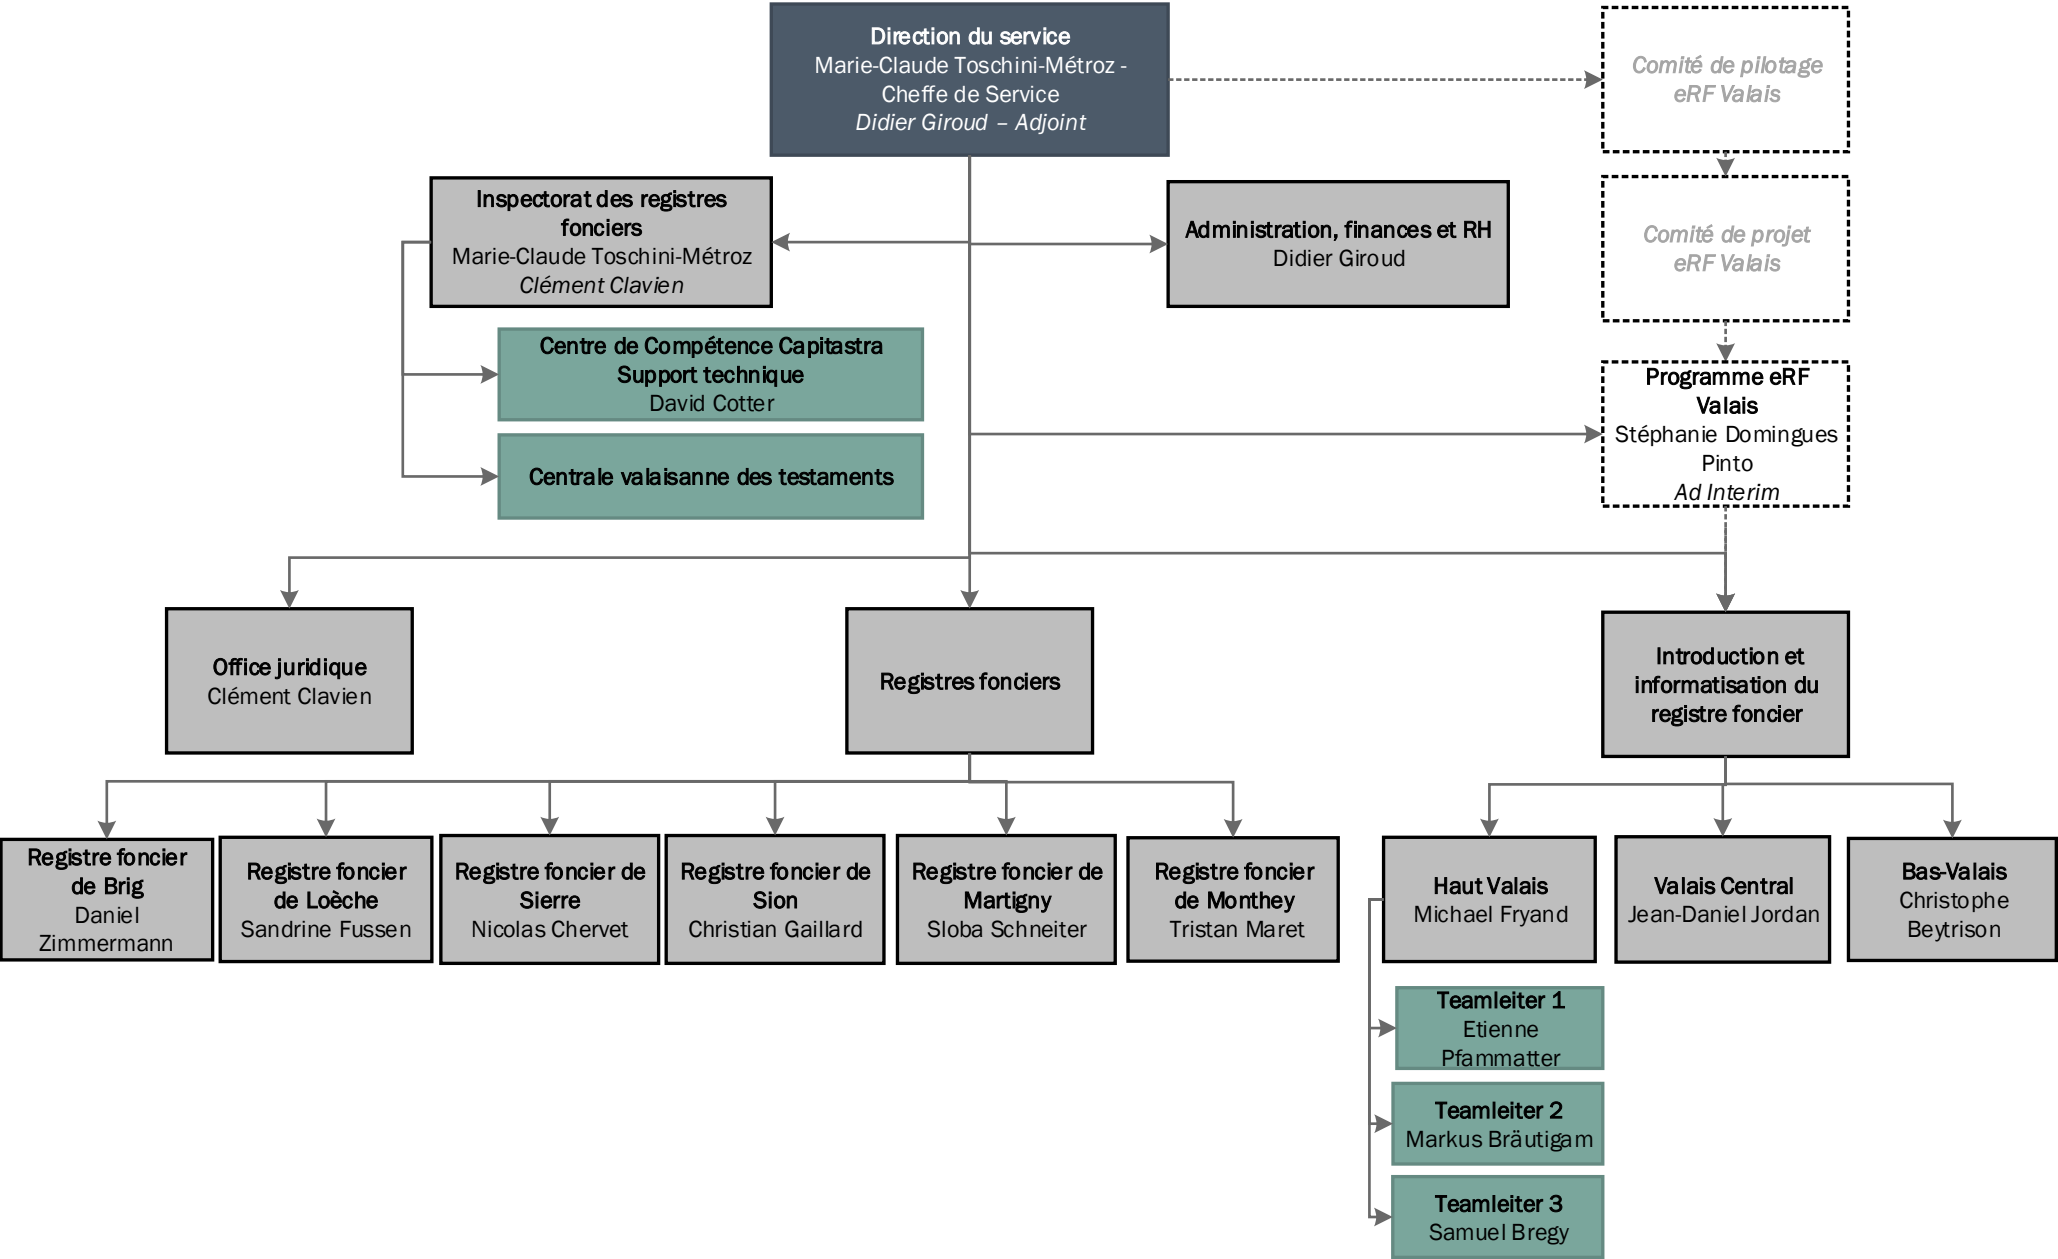 Direction du service
Marie-Claude Toschini-Métroz -
Cheffe de Service
Didier Giroud – Adjoint
Comité de pilotage
eRF Valais
Inspectorat des registres
fonciers
Marie-Claude Toschini-Métroz
Clément Clavien
Administration, finances et RH
Didier Giroud
Comité de projet
eRF Valais
Centre de Compétence Capitastra
Support technique
David Cotter
Programme eRF
Valais
Stéphanie Domingues
Pinto
Ad Interim
Centrale valaisanne des testaments
Office juridique
Clément Clavien
Registres fonciers
Introduction et
informatisation du
registre foncier
Registre foncier
de Brig
Daniel
Zimmermann
Registre foncier
de Loèche
Sandrine Fussen
Registre foncier de
Sierre
Nicolas Chervet
Registre foncier de
Sion
Christian Gaillard
Registre foncier de
Martigny
Sloba Schneiter
Registre foncier
de Monthey
Tristan Maret
Haut Valais
Michael Fryand
Valais Central
Jean-Daniel Jordan
Bas-Valais
Christophe
Beytrison
Teamleiter 1
Etienne
Pfammatter
Teamleiter 2
Markus Bräutigam
Teamleiter 3
Samuel Bregy